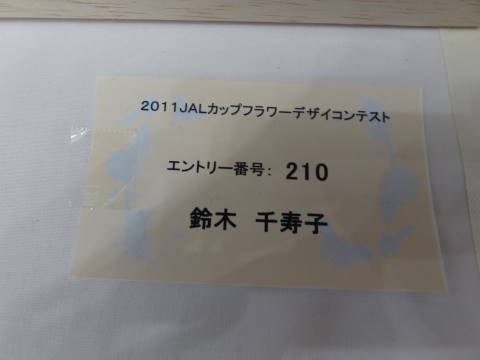 2011JALカップフラワーデザイコンテスト
エントリー番号: 210
鈴木 千寿子